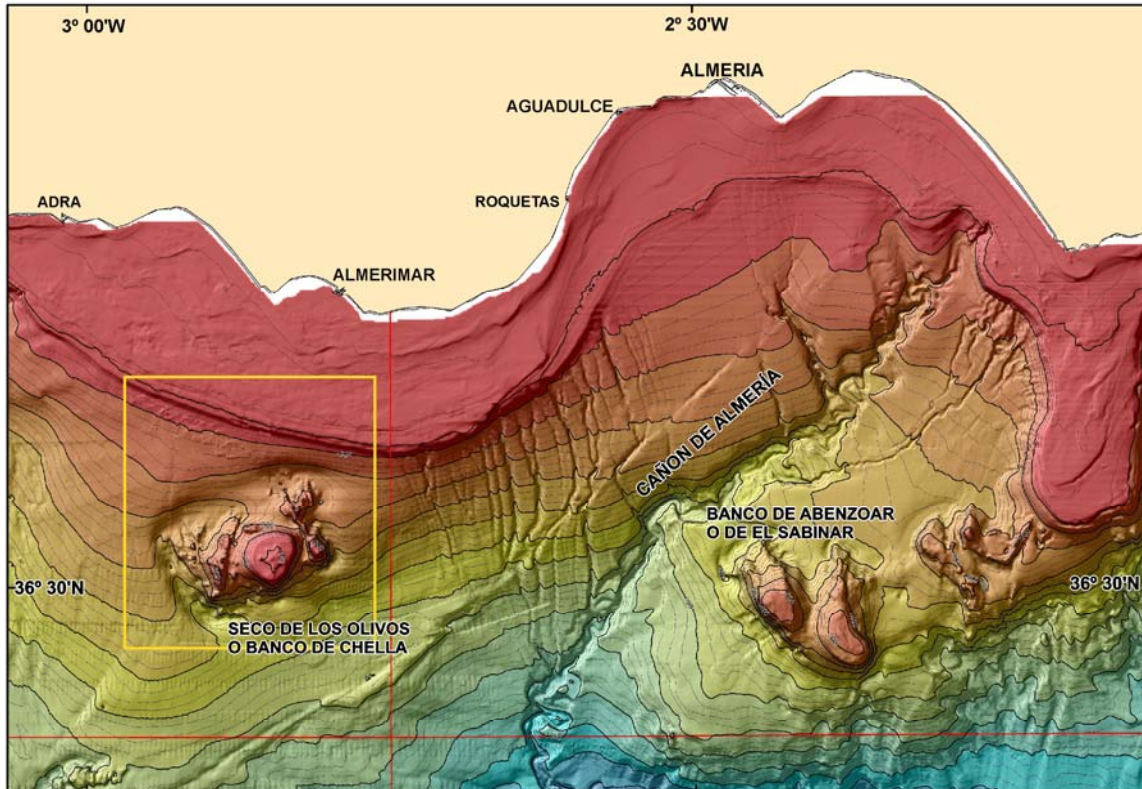 3º 00'W
2º 30'W
ALMERIA
AGUADULCE
ADRA
ROQUETAS
ALMERIMAR
CAÑON DE ALMERÍA
BANCO DE ABENZOAR
O DE EL SABINAR
36º 30'N
36º 30'N
SECO DE LOS OLIVOS
O BANCO DE CHELLA